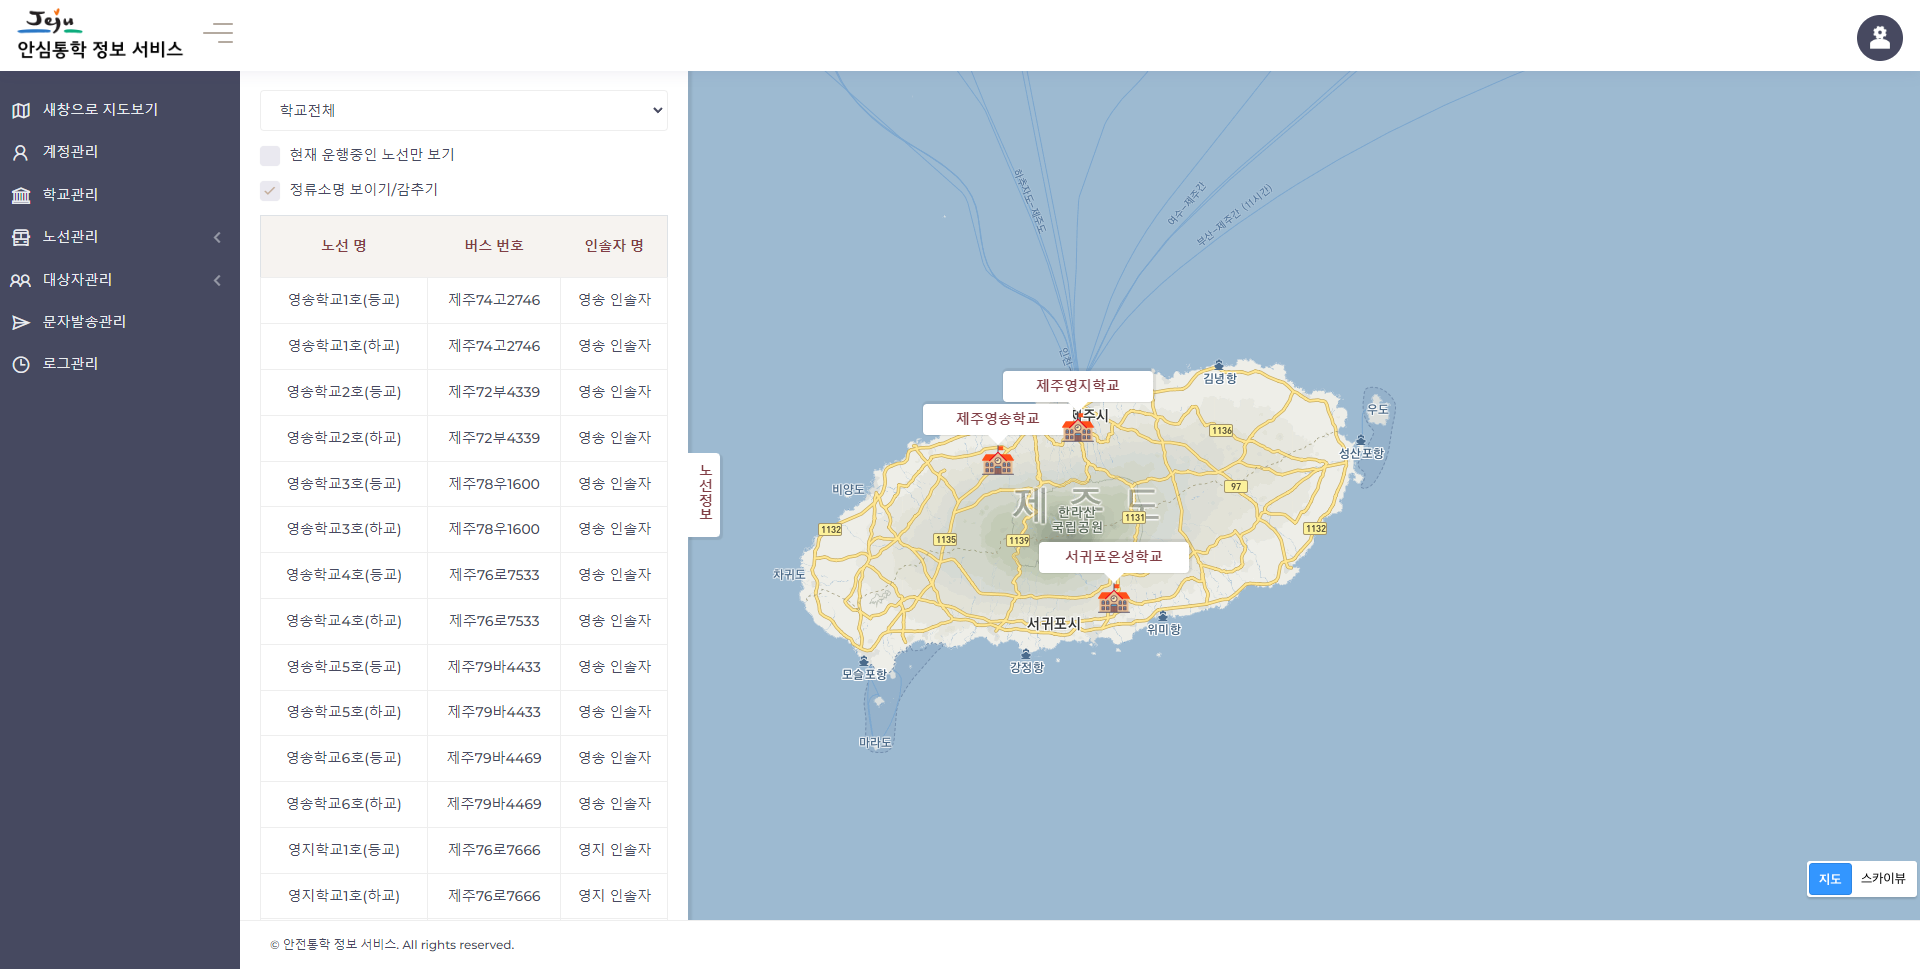 Jeju
안심통학 정보 서비스
새창으로 지도보기
계정관리
학교관리
노선관리
대상자관리
문자발송관리
로그관리
학교전체
현재 운행중인 노선만 보기
정류소명 보이기/감추기
노선 명 버스 번호 인솔자 명
영송학교1호(등교) 제주74고2746 영송 인솔자
영송학교1호(하교) 제주74고2746 영송 인솔자
영송학교2호(등교) 제주72부4339 영송 인솔자
영송학교2호(하교) 제주72부4339 영송 인솔자
영송학교3호(등교) 제주78우1600 영송 인솔자
영송학교3호(하교) 제주78우1600 영송 인솔자
영송학교4호(등교) 제주76로7533 영송 인솔자
영송학교4호(하교) 제주76로7533 영송 인솔자
영송학교5호(등교) 제주79바4433 영송 인솔자
영송학교5호(하교) 제주79바4433 영송 인솔자
영송학교6호(등교) 제주79바4469 영송 인솔자
영송학교6호(하교) 제주79바4469 영송 인솔자
영지학교1호(등교) 제주76로7666 영지 인솔자
영지학교1호(하교) 제주76로7666 영지 인솔자
노선정보
하추자도-제주도
여수-제주간
부산-제주간 (11시간)
제주영지학교
제주영송학교
김녕항
우도
1136
성산포항
97
비양도
제주도
한라산
국립공원
1131
1132
1132
1135
1139
서귀포온성학교
차귀도
서귀포시
위미항
강정항
모슬포항
마라도
지도 스카이뷰
© 안전통학 정보 서비스. All rights reserved.